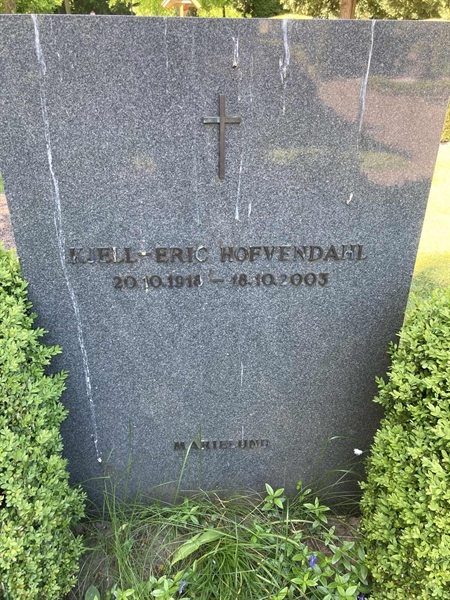 KJELL-ERIC HOFVENDAHL
20.10.1918 - 18.10.2003
MARIELUND